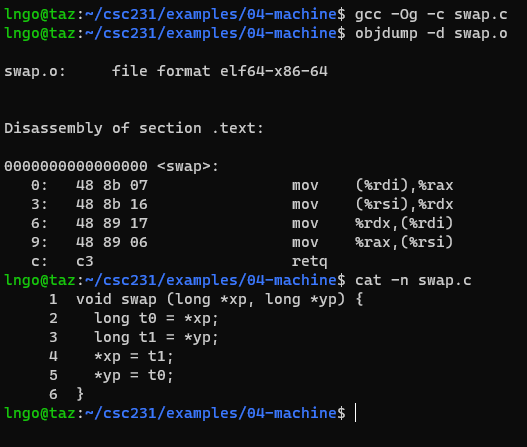 lngo@taz:~/csc231/examples/04-machine$ gcc -Og -c swap.c
lngo@taz:~/csc231/examples/04-machine$ objdump -d swap.o
swap.o:     file format elf64-x86-64
Disassembly of section .text:
0000000000000000 <swap>:
   0:   48 8b 07                mov    (%rdi),%rax
   3:   48 8b 16                mov    (%rsi),%rdx
   6:   48 89 17                mov    %rdx,(%rdi)
   9:   48 89 06                mov    %rax,(%rsi)
   c:   c3                      retq
lngo@taz:~/csc231/examples/04-machine$ cat -n swap.c
     1  void swap (long *xp, long *yp) {
     2    long t0 = *xp;
     3    long t1 = *yp;
     4    *xp = t1;
     5    *yp = t0;
     6  }
lngo@taz:~/csc231/examples/04-machine$